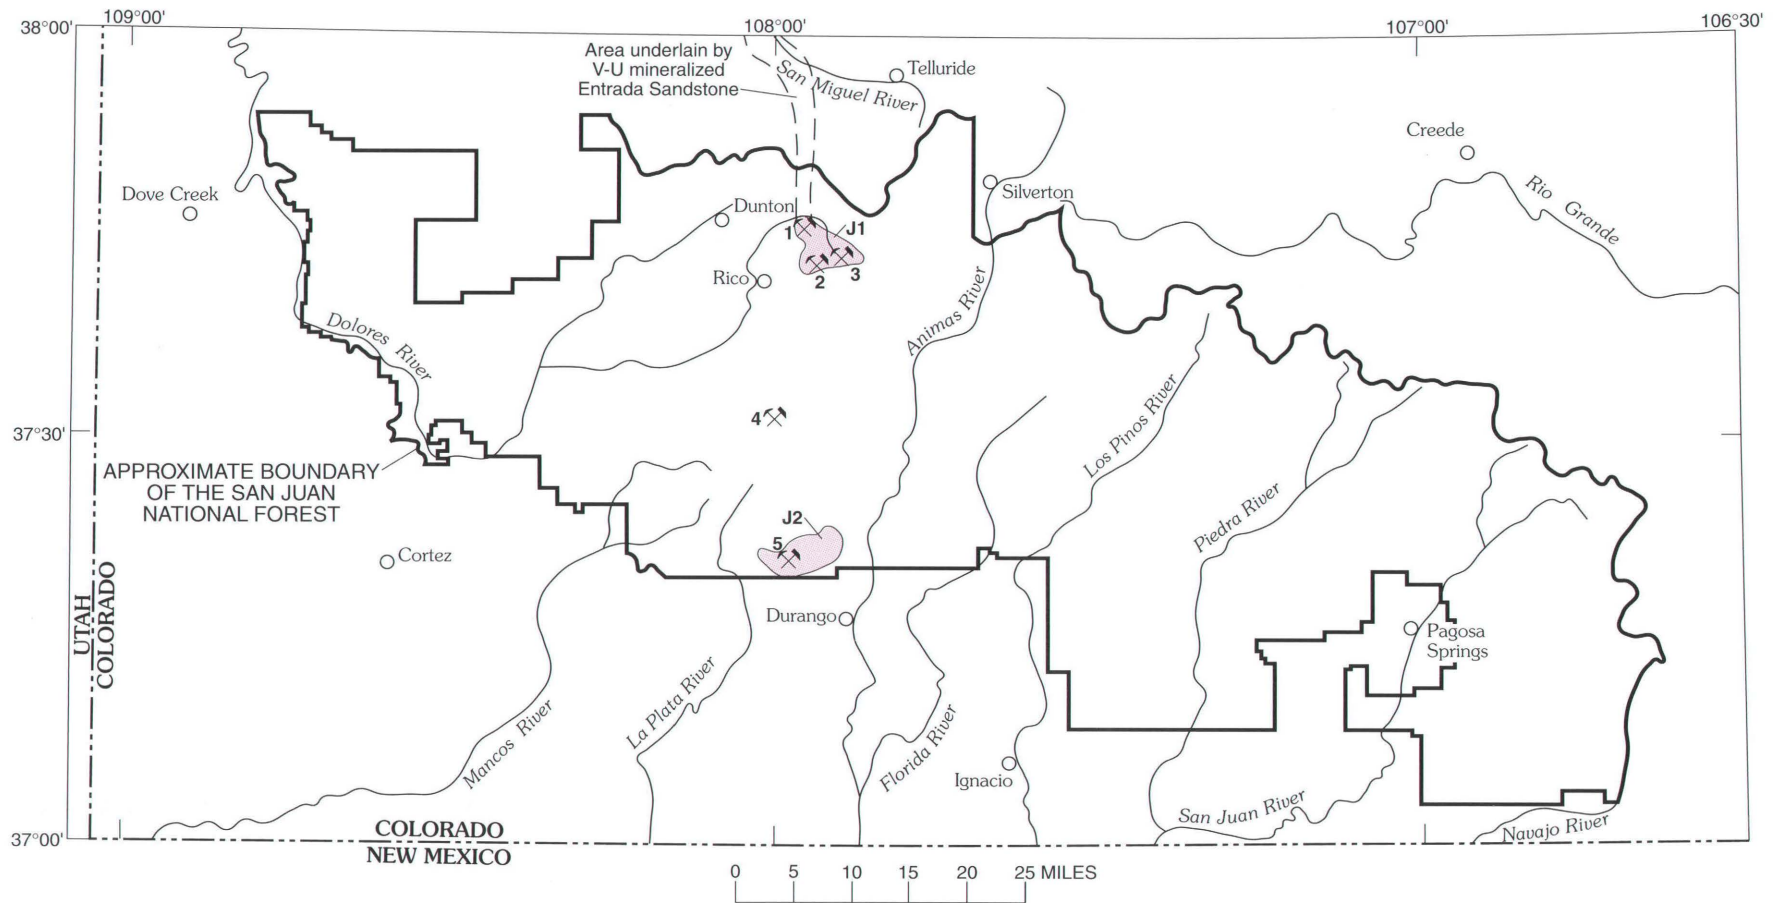 109°00'
108°00'
107°00'
106°30'
38°00'
Area underlain by
V-U mineralized
Entrada Sandstone
San Miguel River
Telluride
Creede
Dove Creek
Silverton
Rio Grande
Dunton
1
J1
2
3
Rico
Dolores River
Animas River
Los Pinos River
4
37°30'
APPROXIMATE BOUNDARY
OF THE SAN JUAN
NATIONAL FOREST
Piedra River
J2
5
Cortez
UTAH
COLORADO
Durango
Pagosa
Springs
La Plata River
Mancos River
Florida River
Ignacio
San Juan River
Navajo River
37°00'
COLORADO
NEW MEXICO
0 5 10 15 20 25 MILES